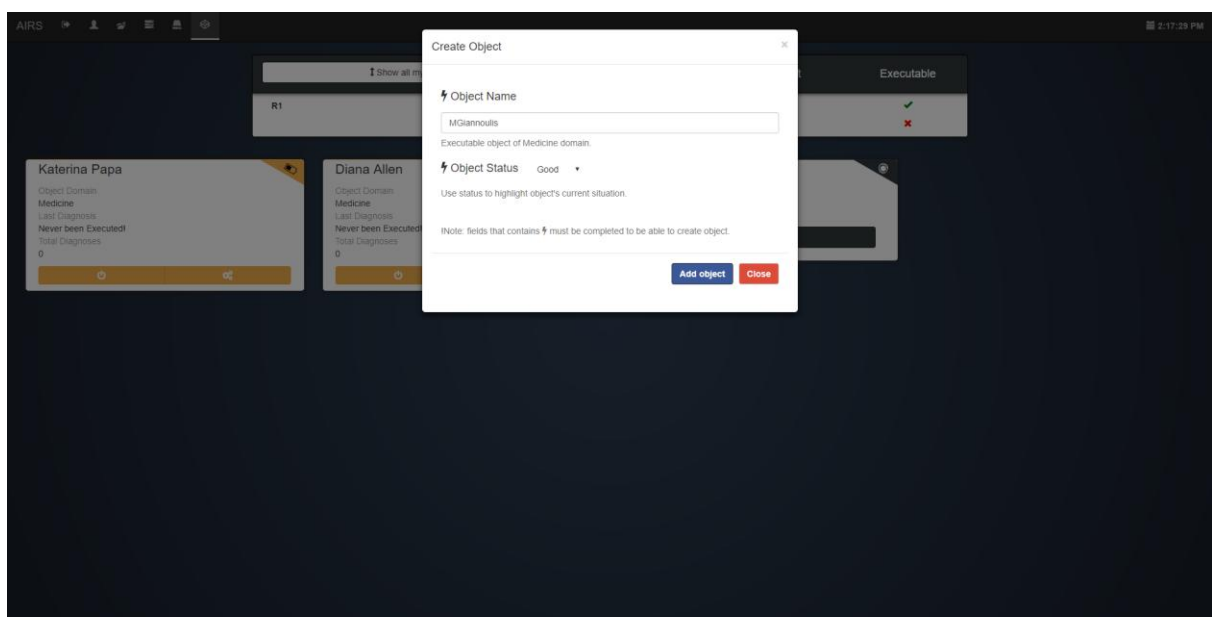 AIRS
2:17:29 PM
Create Object
×
Show all my
t
Executable
R1
Object Name
MGiannoulis
Executable object of Medicine domain.
Object Status Good
Use status to highlight object's current situation.
!Note: fields that contains must be completed to be able to create object.
Add object Close
Katerina Papa
Object Domain
Medicine
Last Diagnosis
Never been Executed!
Total Diagnoses
0
Diana Allen
Object Domain
Medicine
Last Diagnosis
Never been Executed!
Total Diagnoses
0